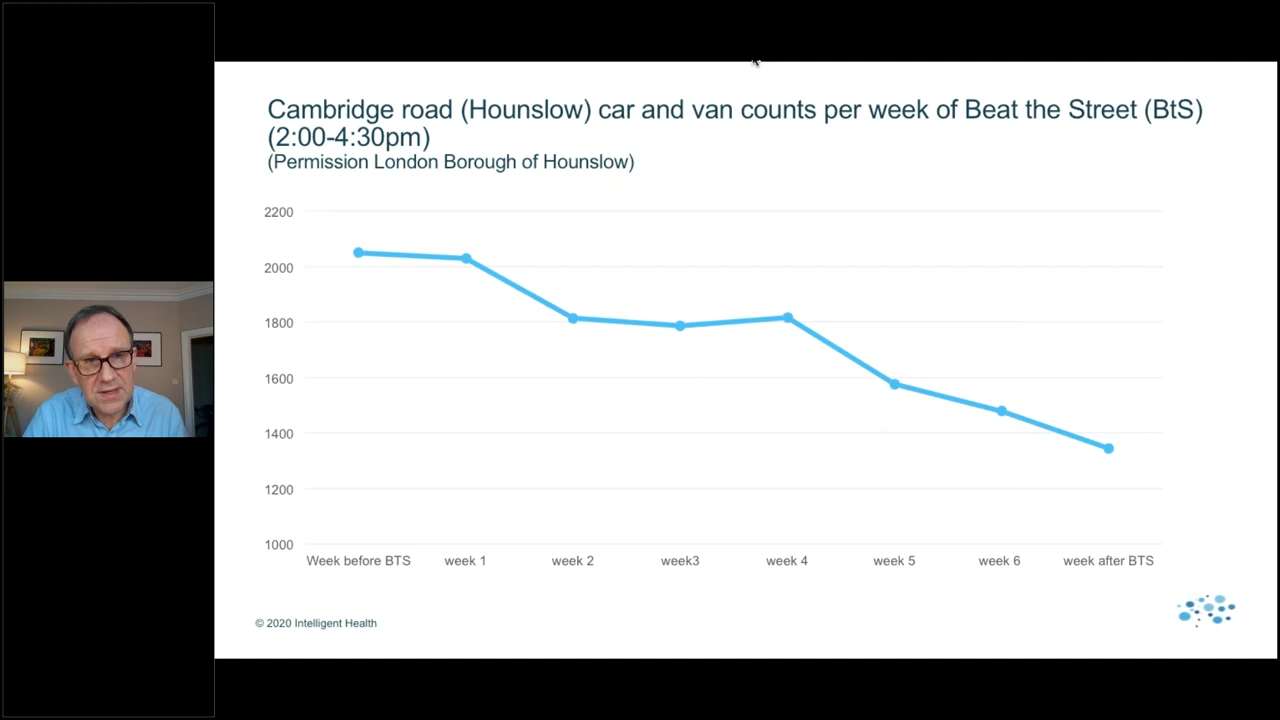 Cambridge road (Hounslow) car and van counts per week of Beat the Street (BtS)
(2:00-4:30pm)
(Permission London Borough of Hounslow)
2200
2000
1800
1600
1400
1200
1000
Week before BTS week 1 week 2 week3 week 4 week 5 week 6 week after BTS
© 2020 Intelligent Health